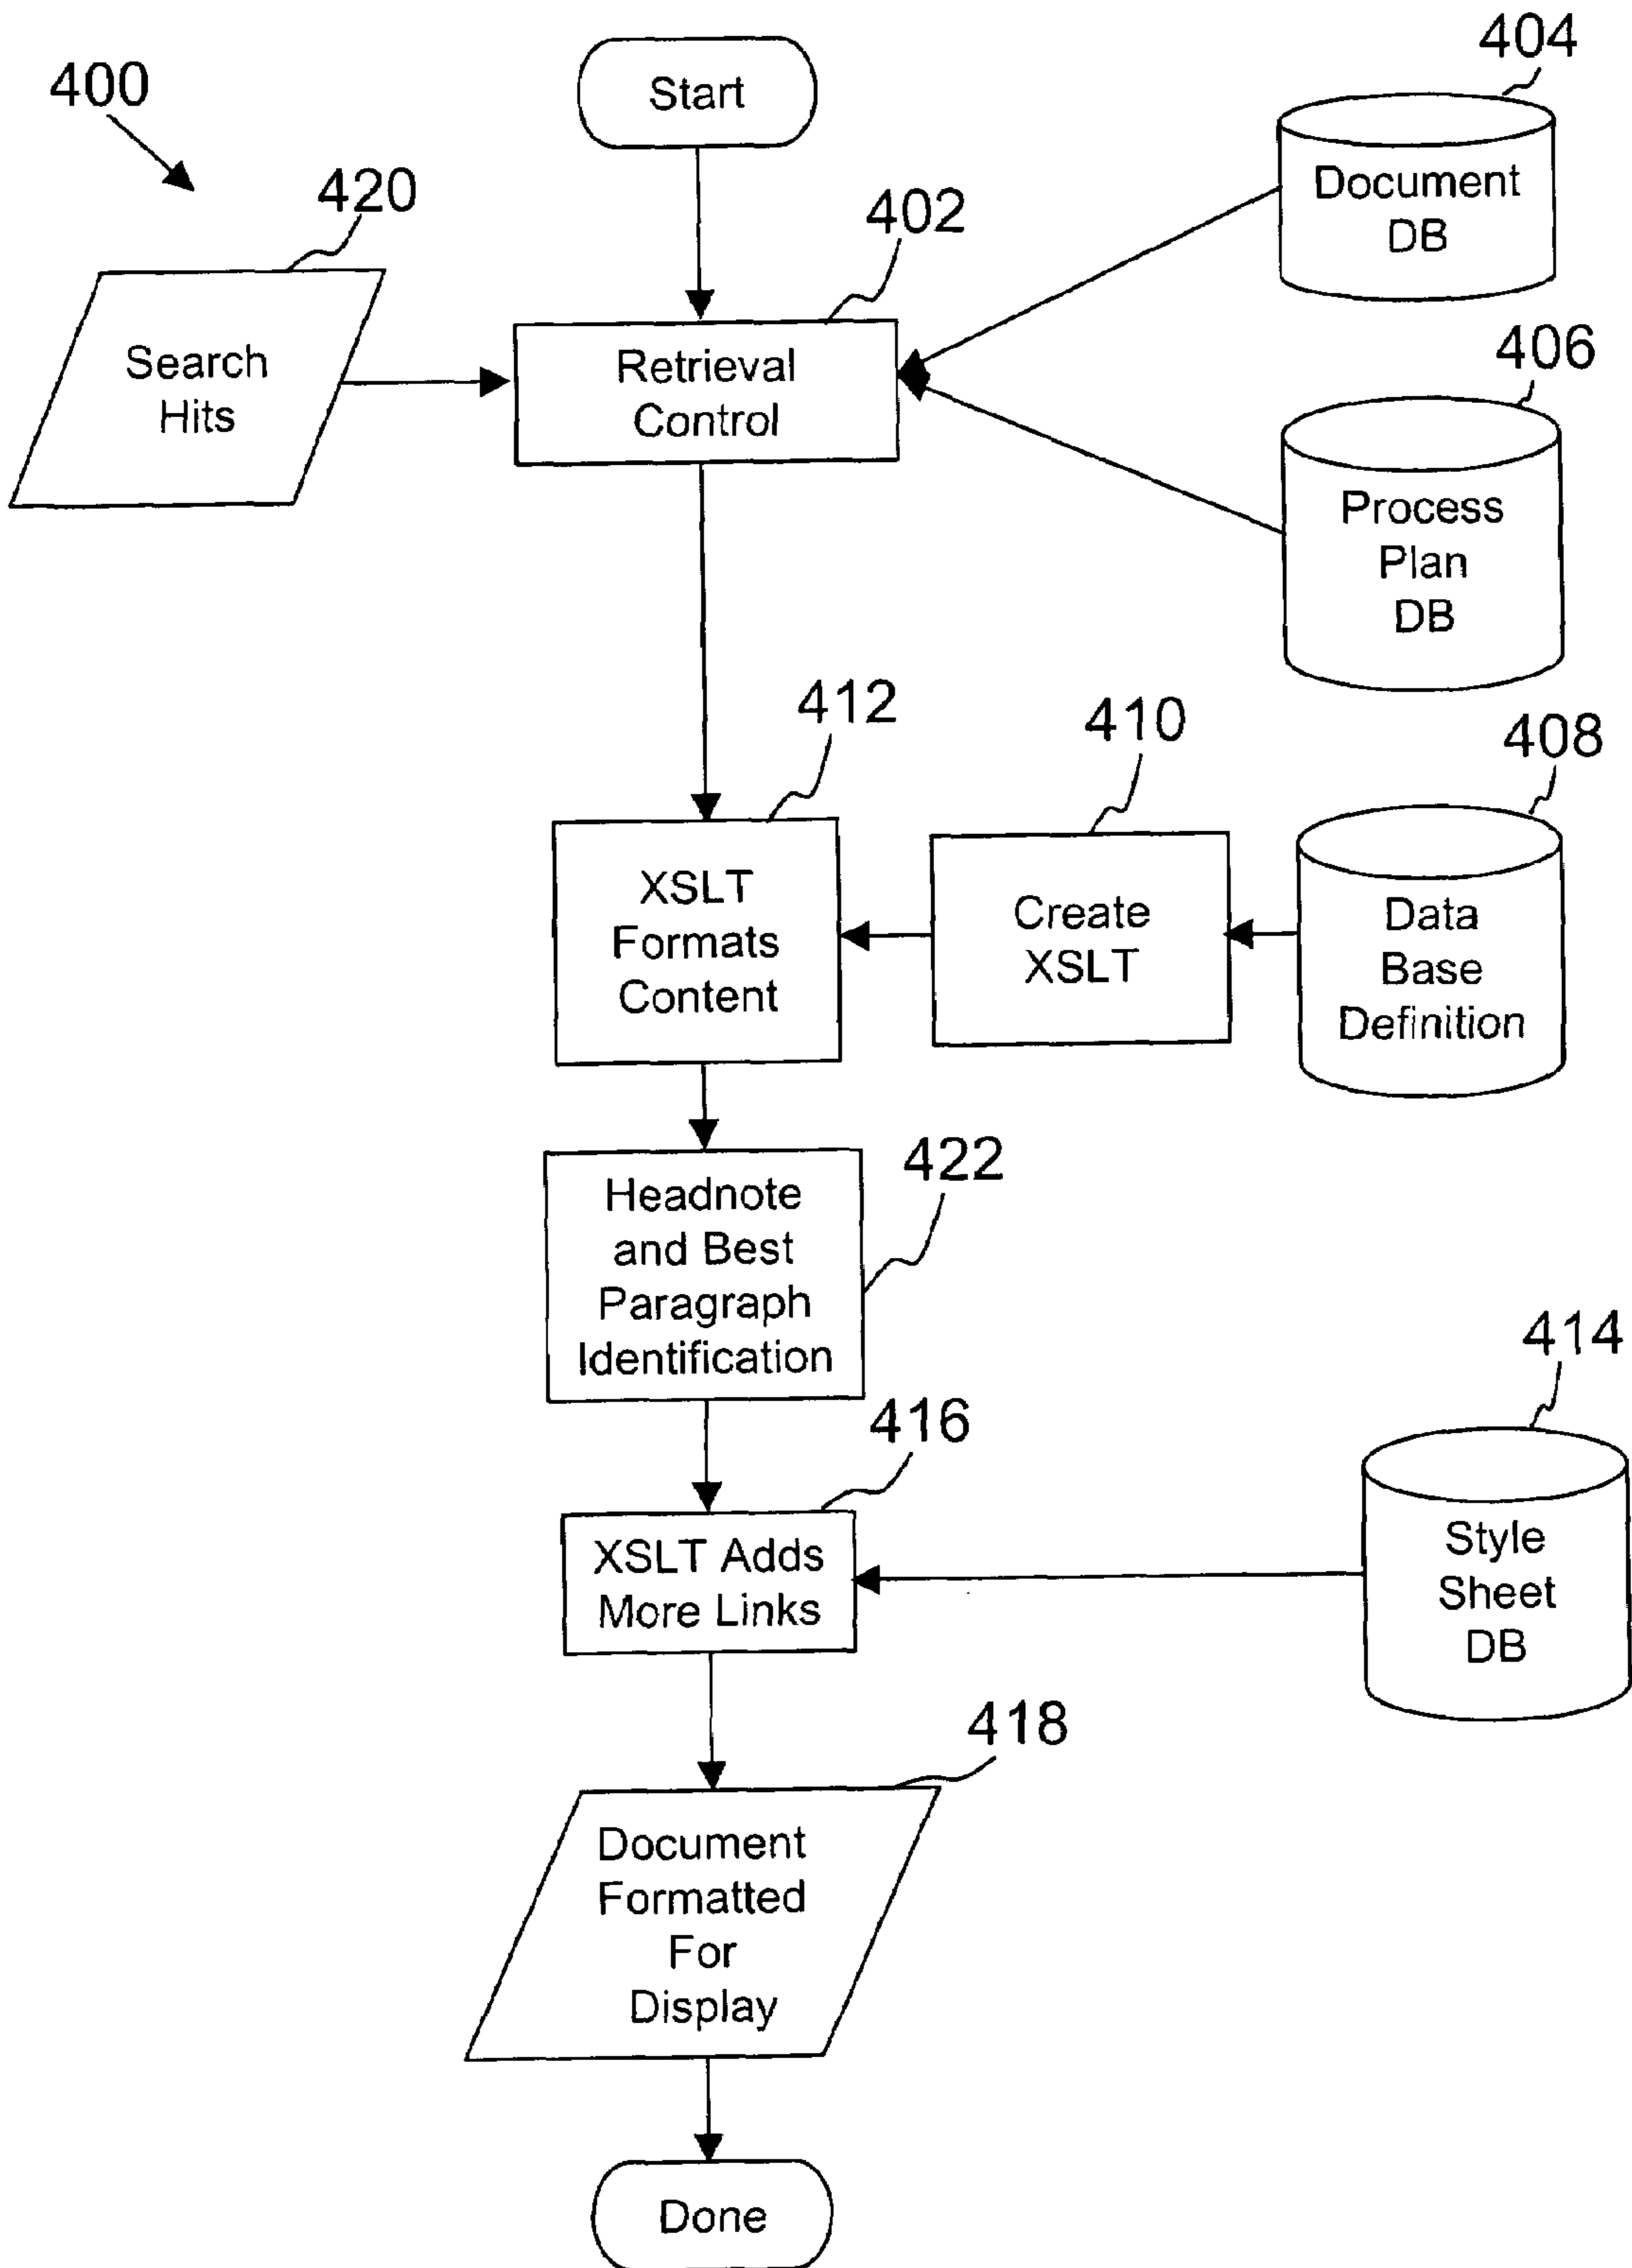 400
Start
404
Document
DB
420
402
Search
Hits
Retrieval
Control
406
Process
Plan
DB
412
410
408
XSLT
Formats
Content
Create
XSLT
Data
Base
Definition
422
Headnote
and Best
Paragraph
Identification
416
414
XSLT Adds
More Links
Style
Sheet
DB
418
Document
Formatted
For
Display
Done